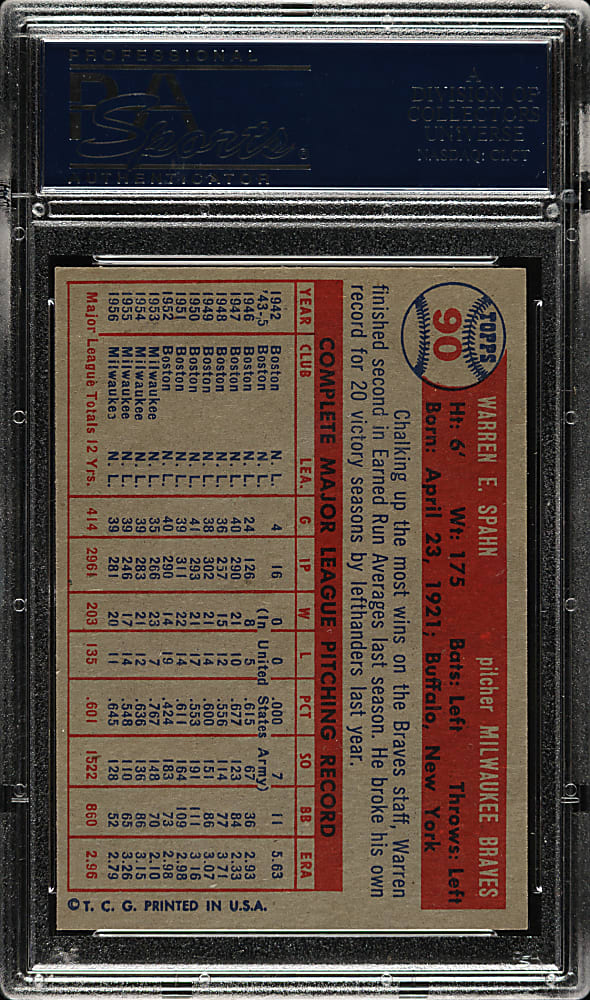 PROFESSIONAL
PSA
Sports
AUTHENTICATOR
A
DIVISION OF
COLLECTORS
UNIVERSE
NASDAQ: CLCT
TOPPS
90
WARREN E. SPAHN pitcher MILWAUKEE BRAVES
Ht: 6' Wt: 175 Bats: Left Throws: Left
Born: April 23, 1921; Buffalo, New York
Chalking up the most wins on the Braves staff, Warren
finished second in Earned Run Averages last season. He broke his own
record for 20 victory seasons by lefthanders last year.
COMPLETE MAJOR LEAGUE PITCHING RECORD
YEAR CLUB LEA. G IP W L PCT SO BB ERA
1942 Boston N. L. 4 16 0 0 .000 7 11 5.63
'43-5 Boston N. L. (In United States Army)
1946 Boston N. L. 24 126 8 5 .615 67 36 2.93
1947 Boston N. L. 40 290 21 10 .677 123 84 2.33
1948 Boston N. L. 36 257 15 12 .556 114 77 3.71
1949 Boston N. L. 38 302 21 14 .600 151 86 3.07
1950 Boston N. L. 41 293 21 17 .553 191 111 3.16
1951 Boston N. L. 39 311 22 14 .611 164 109 2.98
1952 Boston N. L. 40 290 14 19 .424 183 73 2.98
1953 Milwaukee N. L. 35 266 23 7 .767 148 70 2.10
1954 Milwaukee N. L. 39 283 21 12 .636 136 86 3.15
1955 Milwaukee N. L. 39 246 17 14 .548 110 65 3.26
1956 Milwaukee N. L. 39 281 20 11 .645 128 52 2.79
Major League Totals 12 Yrs. 414 2961 203 135 .601 1522 860 2.96
© T. C. G. PRINTED IN U.S.A.